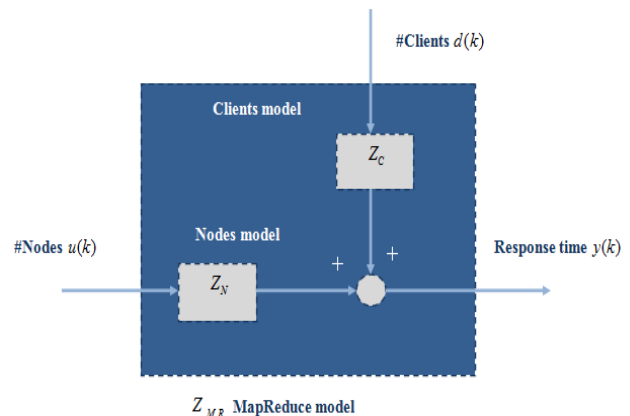 #Clients d(k)
Clients model
Z_C
Nodes model
#Nodes u(k)
Z_N
+ +
Response time y(k)
Z_MR MapReduce model